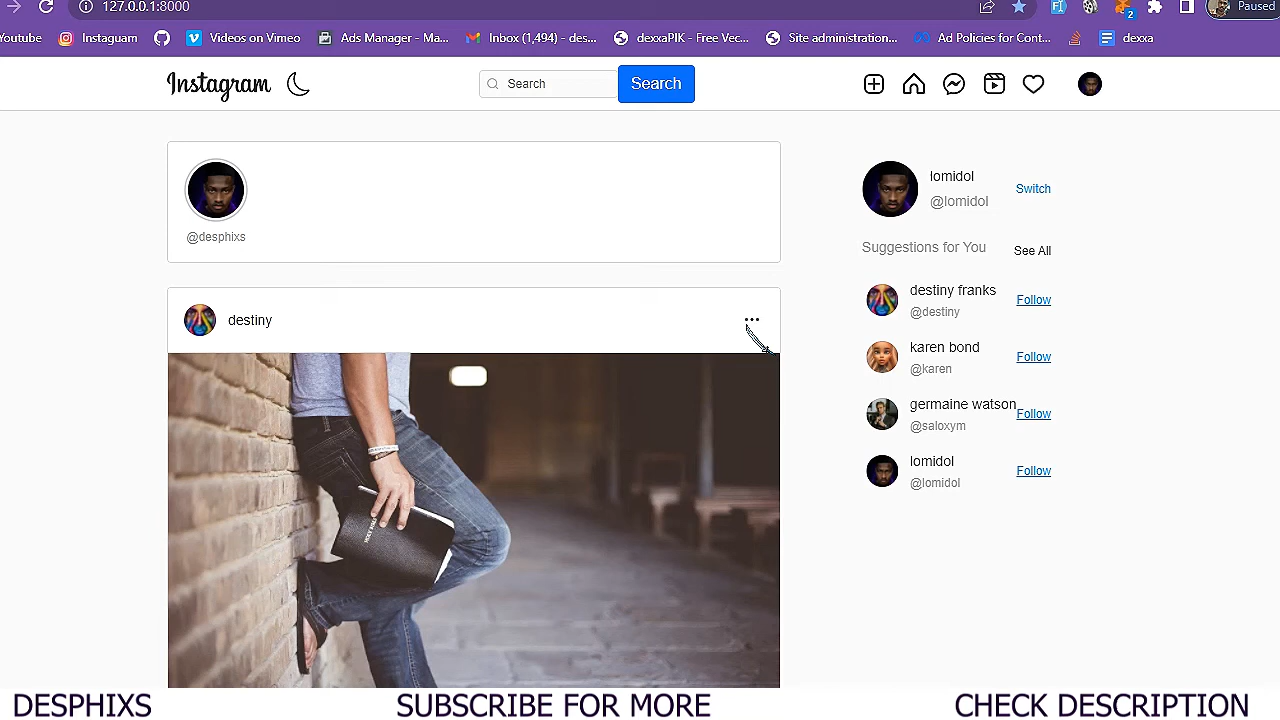 127.0.0.1:8000
Paused
2
Youtube
Instaguam
Videos on Vimeo
Ads Manager - Ma...
Inbox (1,494) - des...
dexxaPIK - Free Vec...
Site administration...
Ad Policies for Cont...
dexxa
Instagram
Search
Search
@desphixs
lomidol
@lomidol
Switch
Suggestions for You
See All
destiny
destiny franks
@destiny
Follow
karen bond
@karen
Follow
germaine watson
@saloxym
Follow
lomidol
@lomidol
Follow
HOLY
DESPHIXS
SUBSCRIBE FOR MORE
CHECK DESCRIPTION